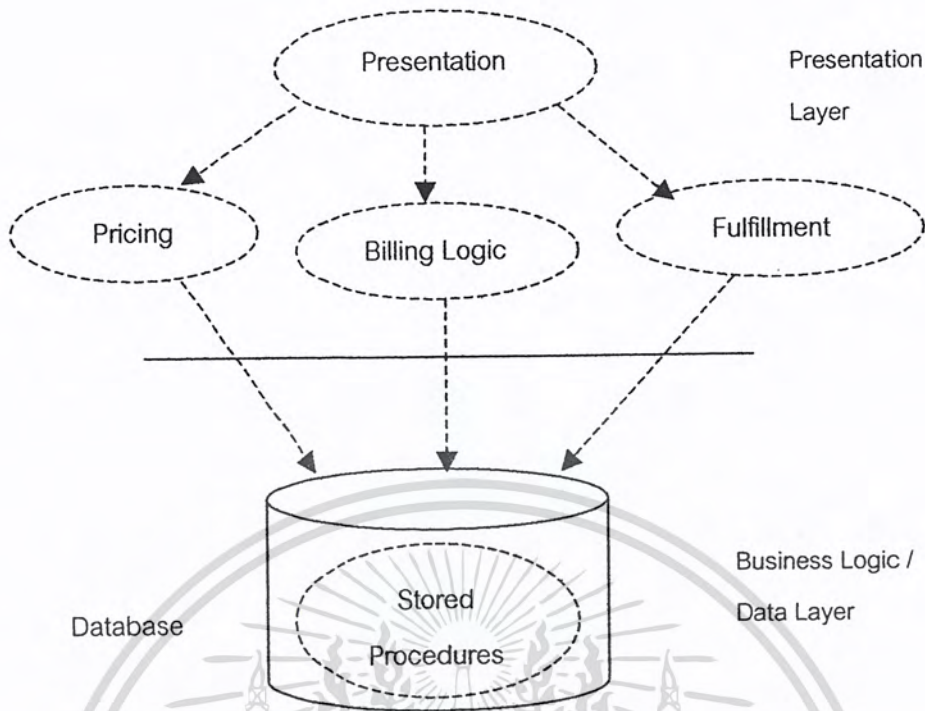 Presentation
Presentation
Layer
Pricing
Billing Logic
Fulfillment
Database
Stored
Procedures
Business Logic /
Data Layer